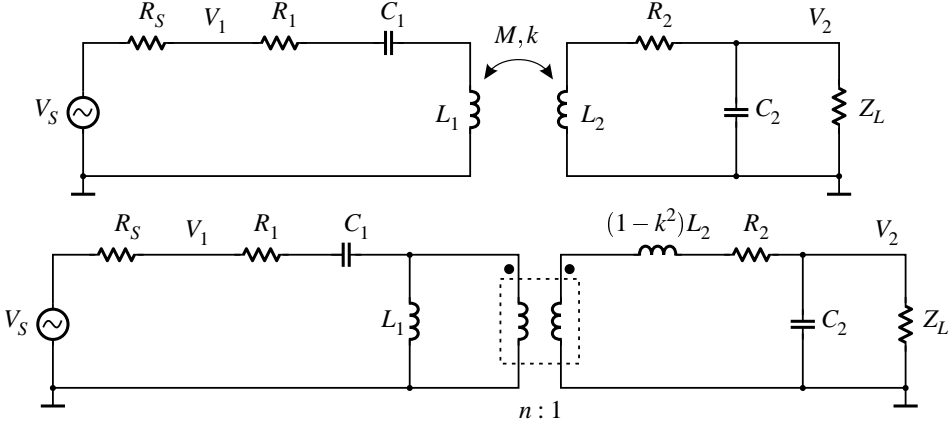 R_S V_1 R_1 C_1 M, k R_2 V_2
V_S L_1 L_2 C_2 Z_L
R_S V_1 R_1 C_1 (1 − k²)L_2 R_2 V_2
V_S L_1 C_2 Z_L
n : 1